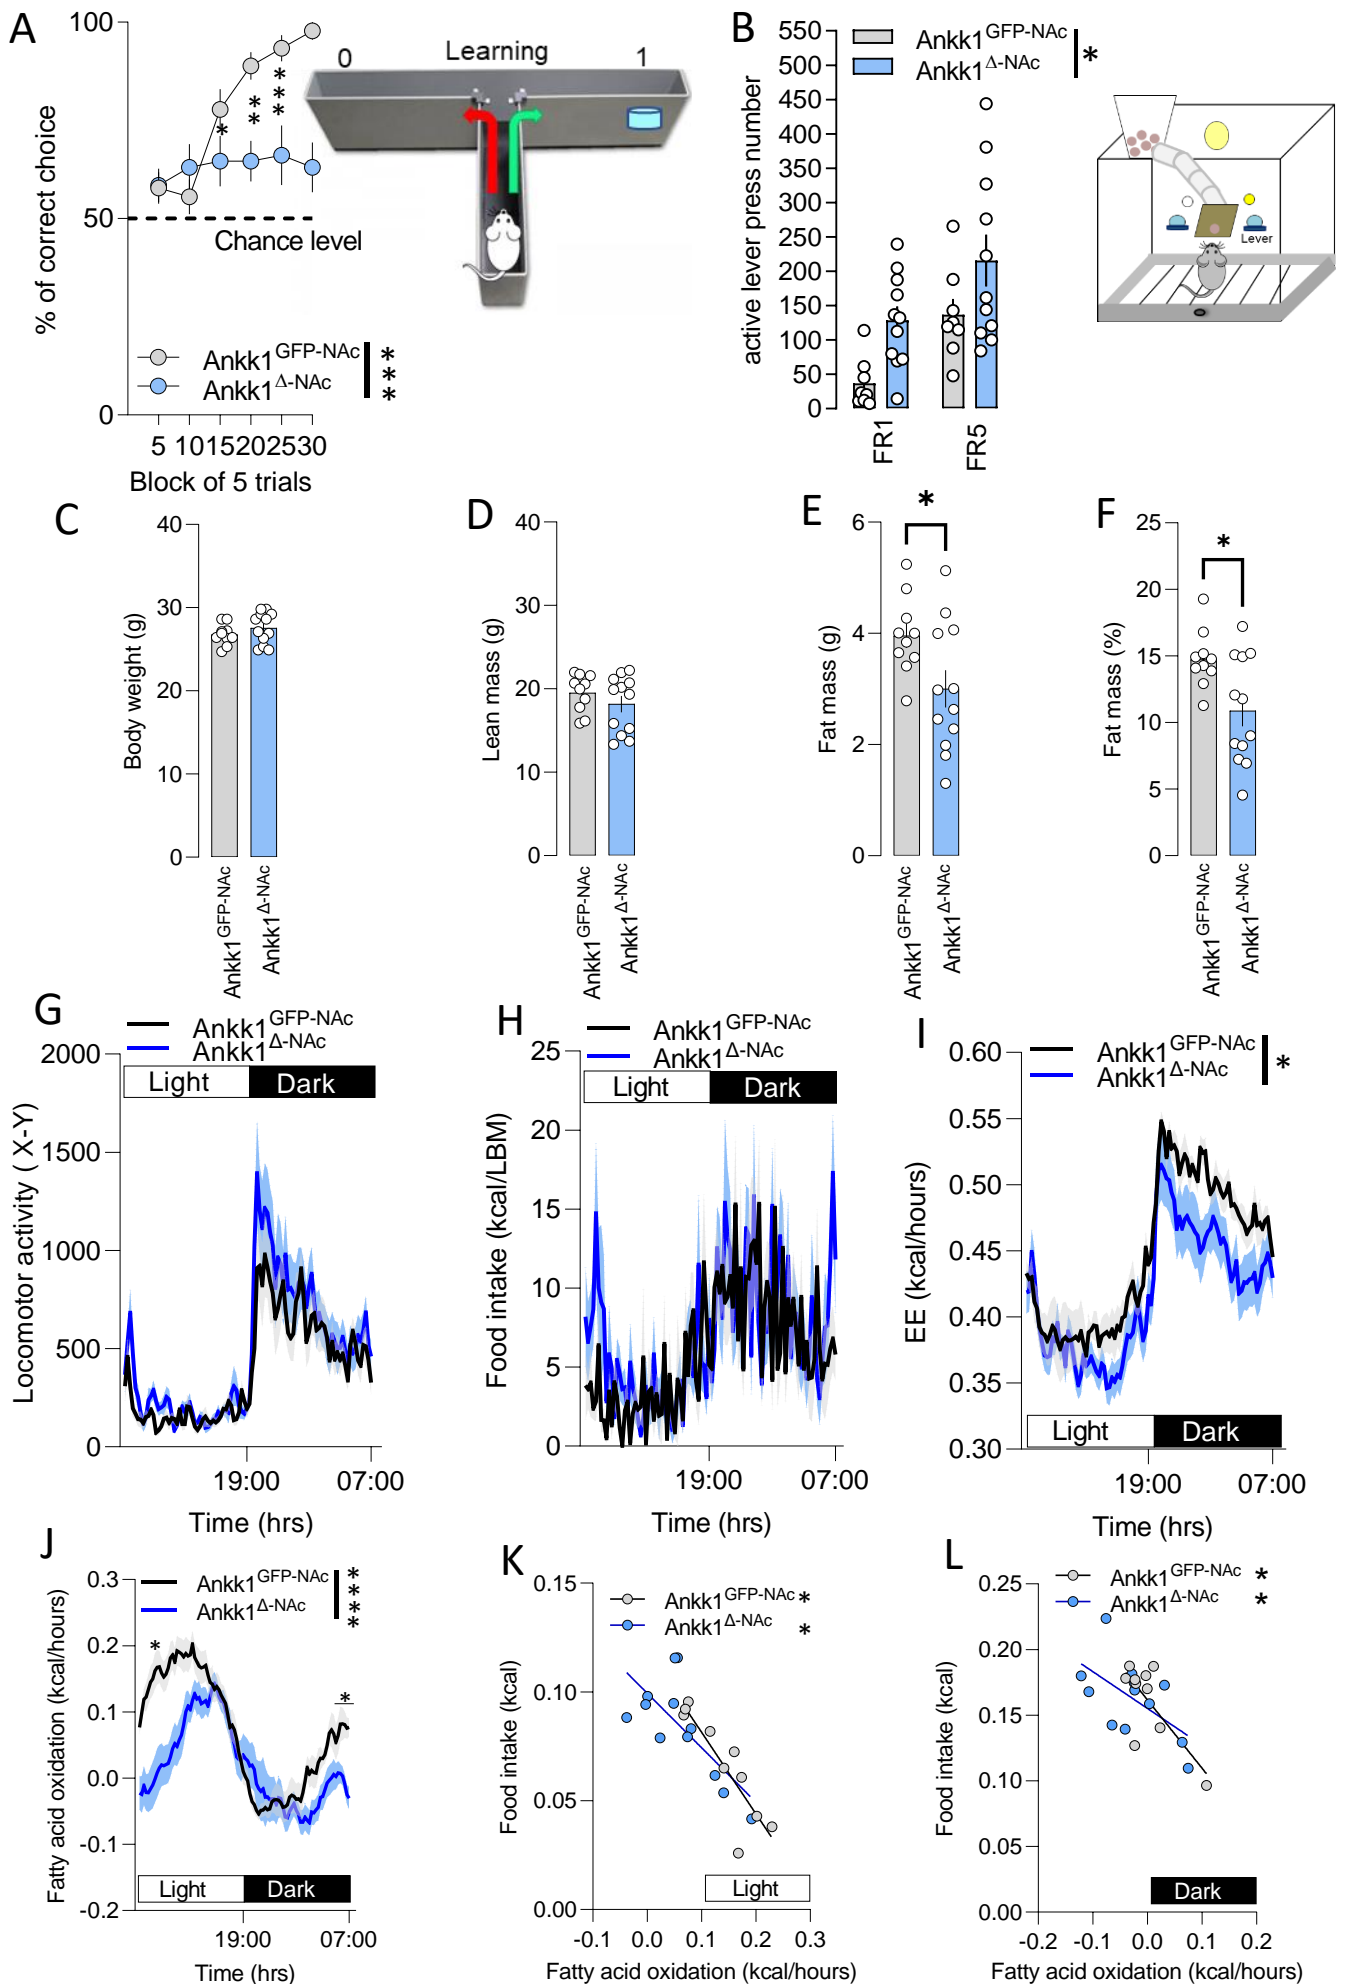 A
100
50
0
% of correct choice
0 Learning 1
Chance level
Ankk1GFP-NAc
Ankk1Δ-NAc
***
*
**
***
5 1015202530
Block of 5 trials
B
550
500
450
400
350
300
250
200
150
100
50
0
active lever press number
Ankk1GFP-NAc
Ankk1Δ-NAc
*
FR1
FR5
Lever
C
40
30
20
10
0
Body weight (g)
Ankk1GFP-NAc
Ankk1Δ-NAc
D
40
30
20
10
0
Lean mass (g)
Ankk1GFP-NAc
Ankk1Δ-NAc
E
6
4
2
0
Fat mass (g)
*
Ankk1GFP-NAc
Ankk1Δ-NAc
F
25
20
15
10
5
0
Fat mass (%)
*
Ankk1GFP-NAc
Ankk1Δ-NAc
G
Ankk1GFP-NAc
Ankk1Δ-NAc
2000
1500
1000
500
0
Locomotor activity ( X-Y)
Light
Dark
19:00
07:00
Time (hrs)
H
Ankk1GFP-NAc
Ankk1Δ-NAc
25
20
15
10
5
0
Food intake (kcal/LBM)
Light
Dark
19:00
07:00
Time (hrs)
I
Ankk1GFP-NAc
Ankk1Δ-NAc
*
0.60
0.55
0.50
0.45
0.40
0.35
0.30
EE (kcal/hours)
Light
Dark
19:00
07:00
Time (hrs)
J
0.3
0.2
0.1
0.0
-0.1
-0.2
Fatty acid oxidation (kcal/hours)
Ankk1GFP-NAc
Ankk1Δ-NAc
****
*
*
Light
Dark
19:00
07:00
Time (hrs)
K
0.15
0.10
0.05
0.00
Food intake (kcal)
Ankk1GFP-NAc *
Ankk1Δ-NAc *
Light
-0.1 0.0 0.1 0.2 0.3
Fatty acid oxidation (kcal/hours)
L
0.25
0.20
0.15
0.10
0.05
0.00
Food intake (kcal)
Ankk1GFP-NAc *
Ankk1Δ-NAc *
Dark
-0.2 -0.1 0.0 0.1 0.2
Fatty acid oxidation (kcal/hours)